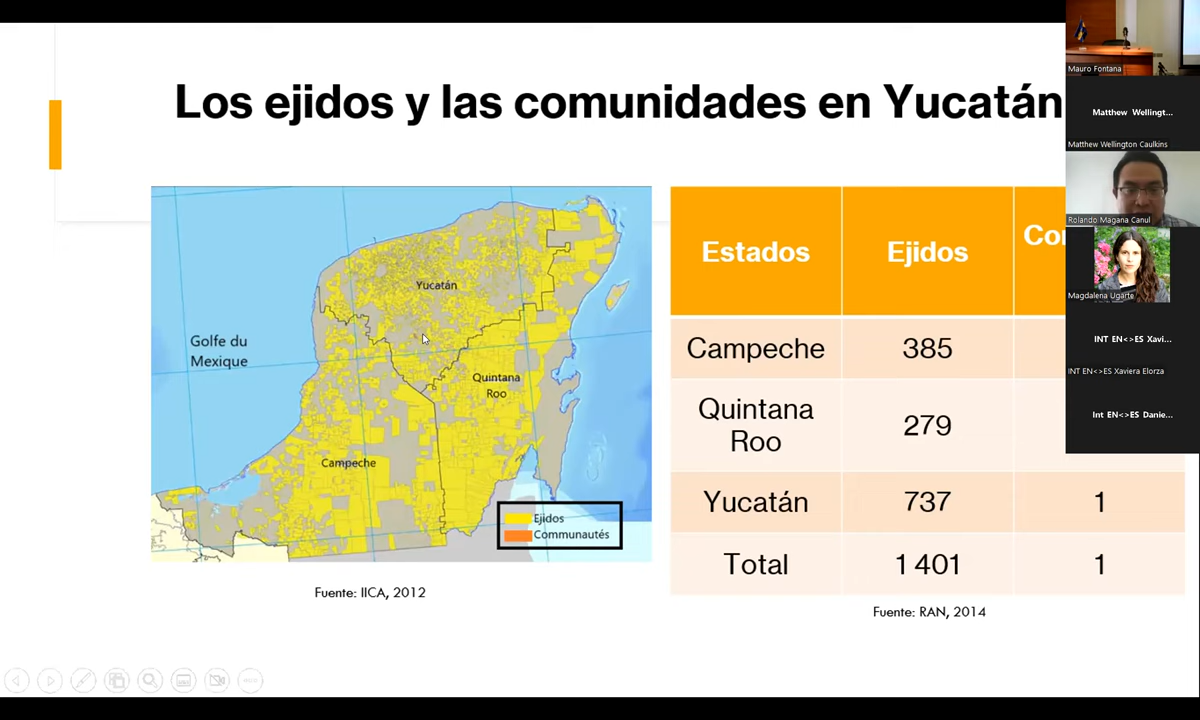 Los ejidos y las comunidades en Yucatán
Yucatán
Golfe du
Mexique
Quintana
Roo
Campeche
Ejidos
Communautés
Fuente: IICA, 2012
Estados
Ejidos
Campeche
385
Quintana
Roo
279
Yucatán
737
1
Total
1 401
1
Fuente: RAN, 2014
Mauro Fontana
Matthew Wellingt...
Matthew Wellington Caulkins
Rolando Magana Canul
Magdalena Ugarte
INT EN<>ES Xavi...
INT EN<>ES Xaviera Elorza
Int EN<>ES Danie...